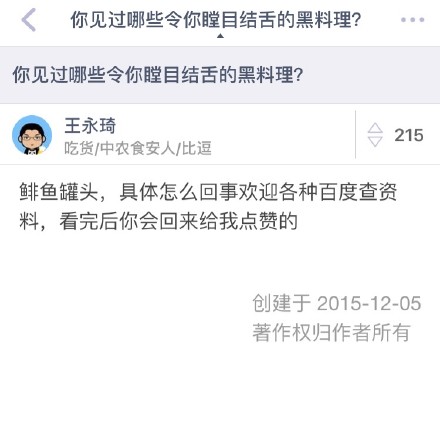 你见过哪些令你瞠目结舌的黑料理?
你见过哪些令你瞠目结舌的黑料理?
王永琦
吃货/中农食安人/比逗
215
鲱鱼罐头，具体怎么回事欢迎各种百度查资
料，看完后你会回来给我点赞的
创建于 2015-12-05
著作权归作者所有